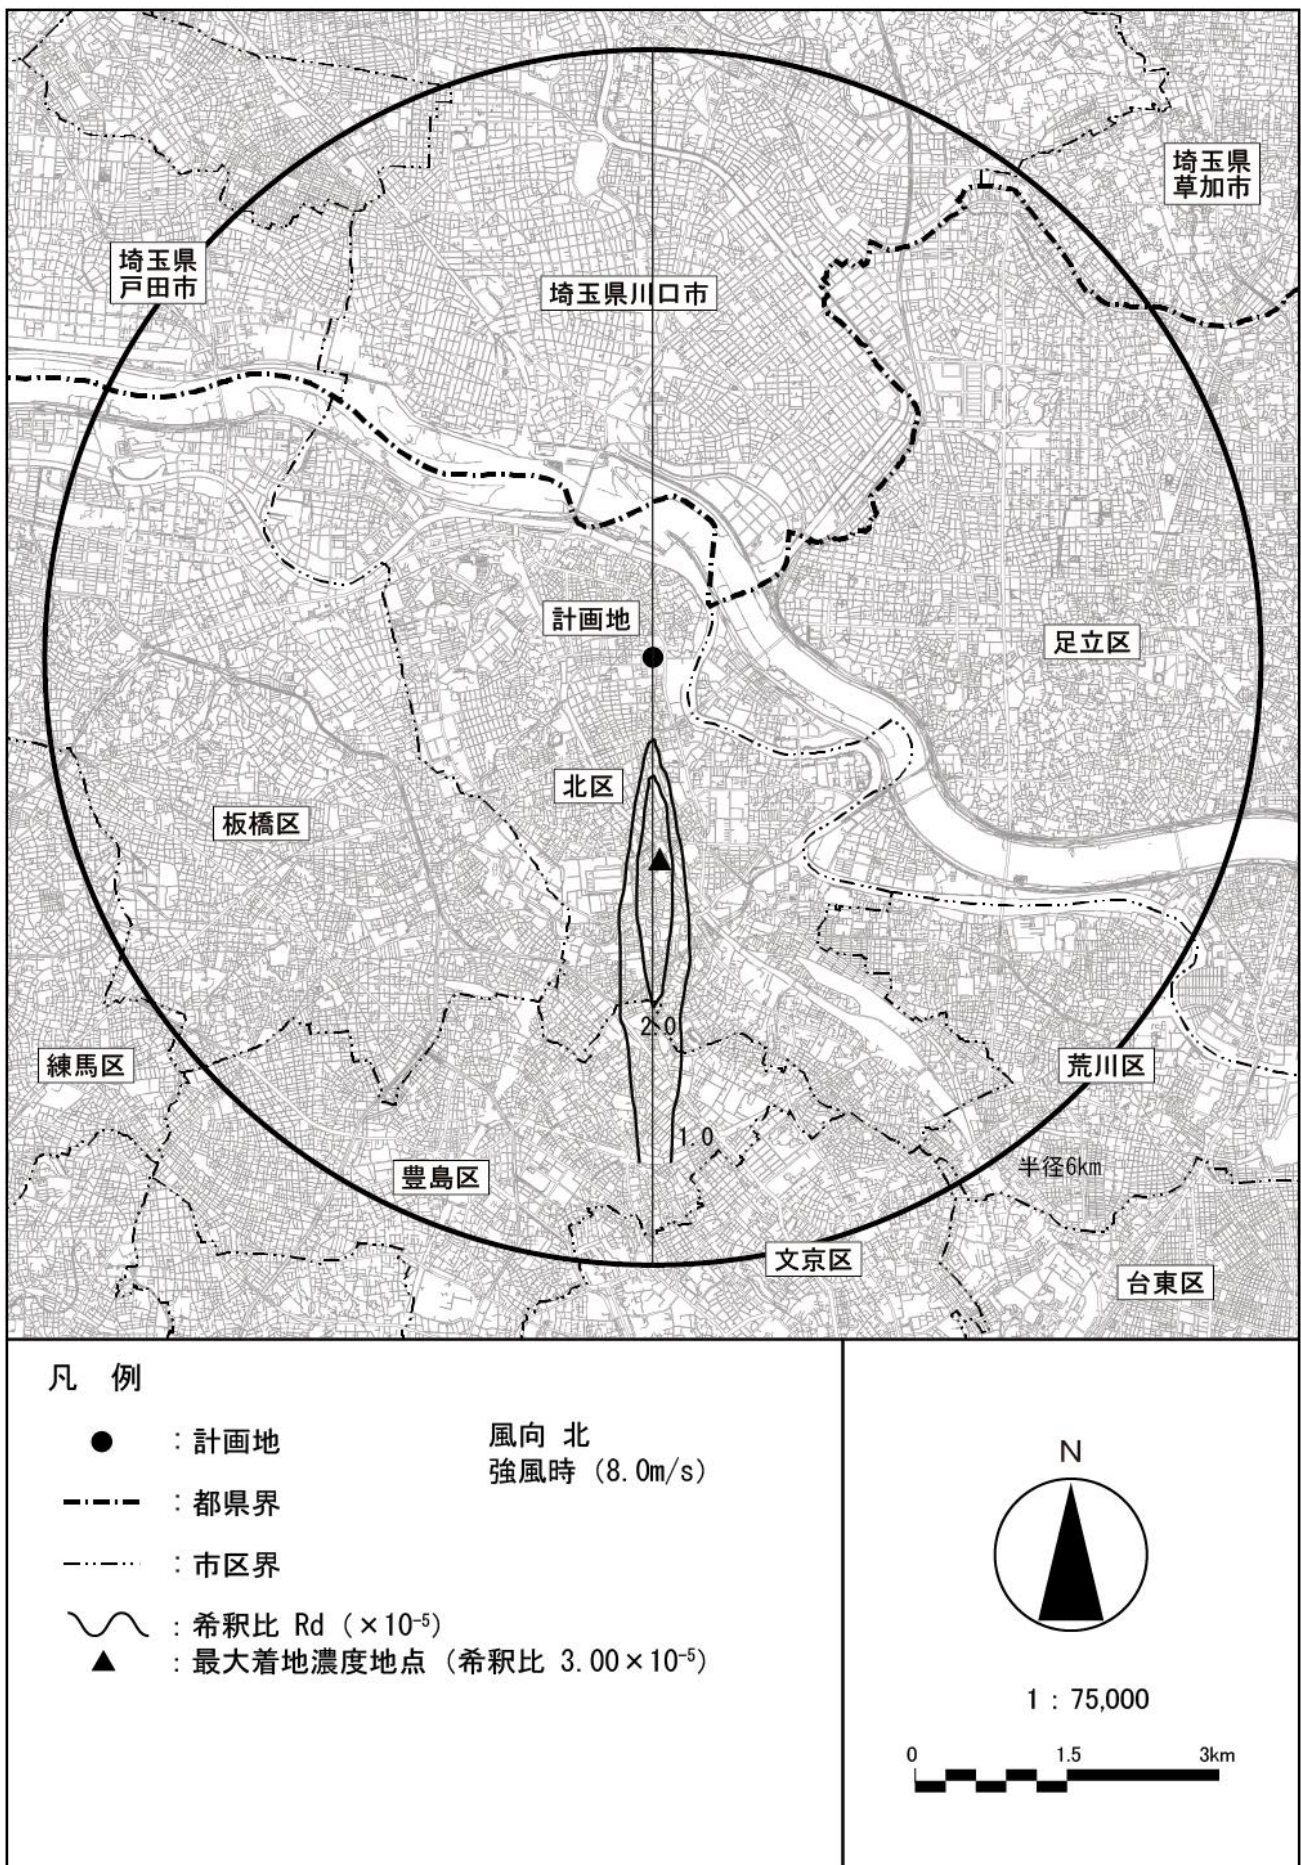 埼玉県
草加市
埼玉県
戸田市
埼玉県川口市
計画地
足立区
北区
板橋区
2.0
練馬区
荒川区
1.0
半径6km
豊島区
文京区
台東区
凡 例
● : 計画地
風向 北
強風時 (8.0m/s)
: 都県界
: 市区界
: 希釈比 Rd (×10⁻⁵)
▲ : 最大着地濃度地点 (希釈比 3.00×10⁻⁵)
N
1 : 75,000
0 1.5 3km